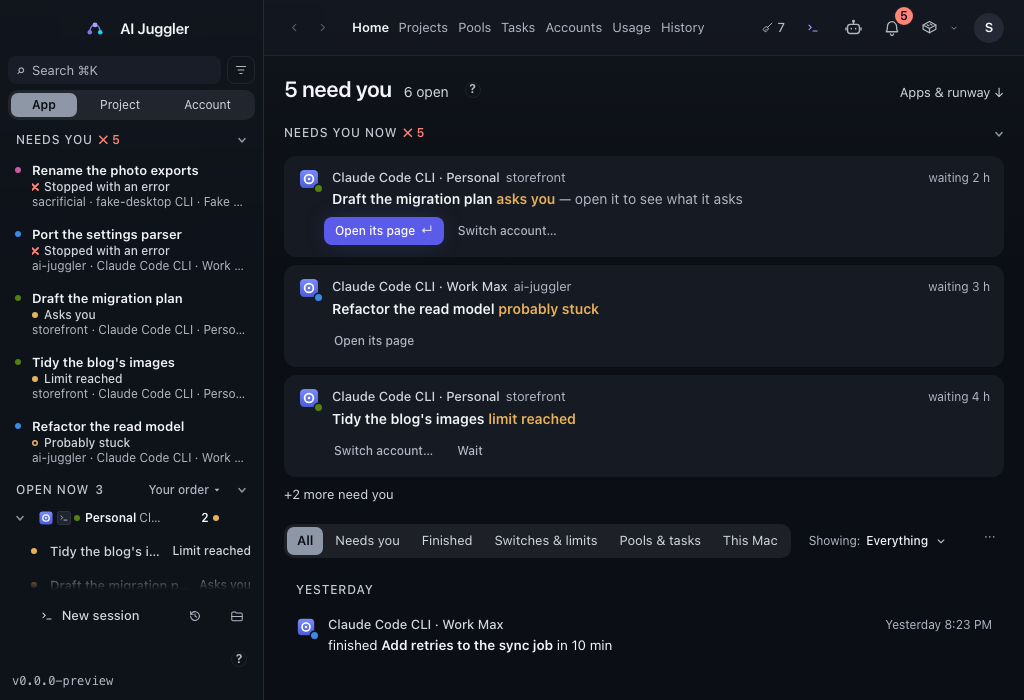 AI Juggler
Search ⌘K
App Project Account
NEEDS YOU ✕ 5
Rename the photo exports
✕ Stopped with an error
sacrificial · fake-desktop CLI · Fake ...
Port the settings parser
✕ Stopped with an error
ai-juggler · Claude Code CLI · Work ...
Draft the migration plan
Asks you
storefront · Claude Code CLI · Perso...
Tidy the blog's images
Limit reached
storefront · Claude Code CLI · Perso...
Refactor the read model
Probably stuck
ai-juggler · Claude Code CLI · Work ...
OPEN NOW 3 Your order
Personal Cl... 2
Tidy the blog's i... Limit reached
Draft the migration p... Asks you
New session
?
v0.0.0-preview
Home Projects Pools Tasks Accounts Usage History
7 5 S
5 need you 6 open ? Apps & runway ↓
NEEDS YOU NOW ✕ 5
Claude Code CLI · Personal storefront waiting 2 h
Draft the migration plan asks you — open it to see what it asks
Open its page ↵ Switch account...
Claude Code CLI · Work Max ai-juggler waiting 3 h
Refactor the read model probably stuck
Open its page
Claude Code CLI · Personal storefront waiting 4 h
Tidy the blog's images limit reached
Switch account... Wait
+2 more need you
All Needs you Finished Switches & limits Pools & tasks This Mac Showing: Everything ...
YESTERDAY
Claude Code CLI · Work Max Yesterday 8:23 PM
finished Add retries to the sync job in 10 min